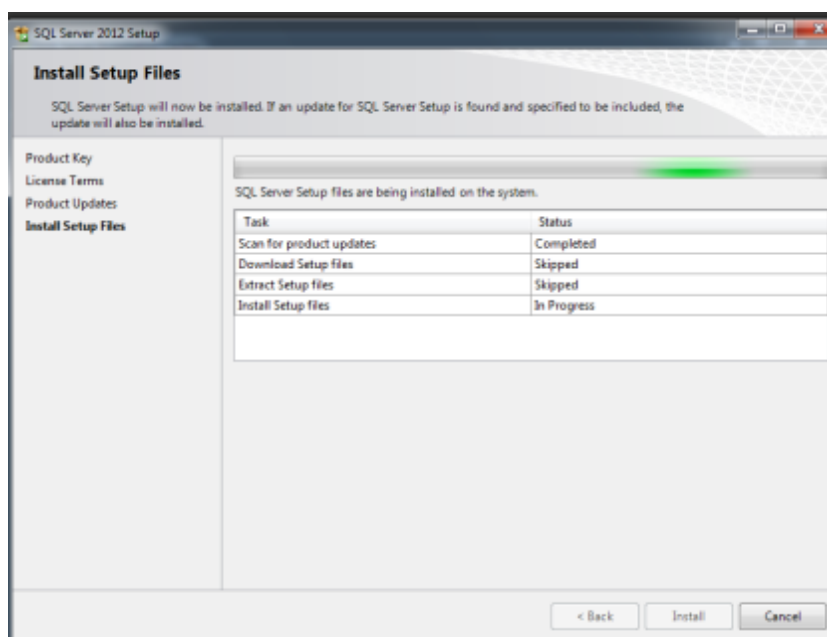 SQL Server 2012 Setup
Install Setup Files
SQL Server Setup will now be installed. If an update for SQL Server Setup is found and specified to be included, the
update will also be installed.
Product Key
License Terms
Product Updates
Install Setup Files
SQL Server Setup files are being installed on the system.
Task Status
Scan for product updates Completed
Download Setup files Skipped
Extract Setup files Skipped
Install Setup files In Progress
< Back Install Cancel